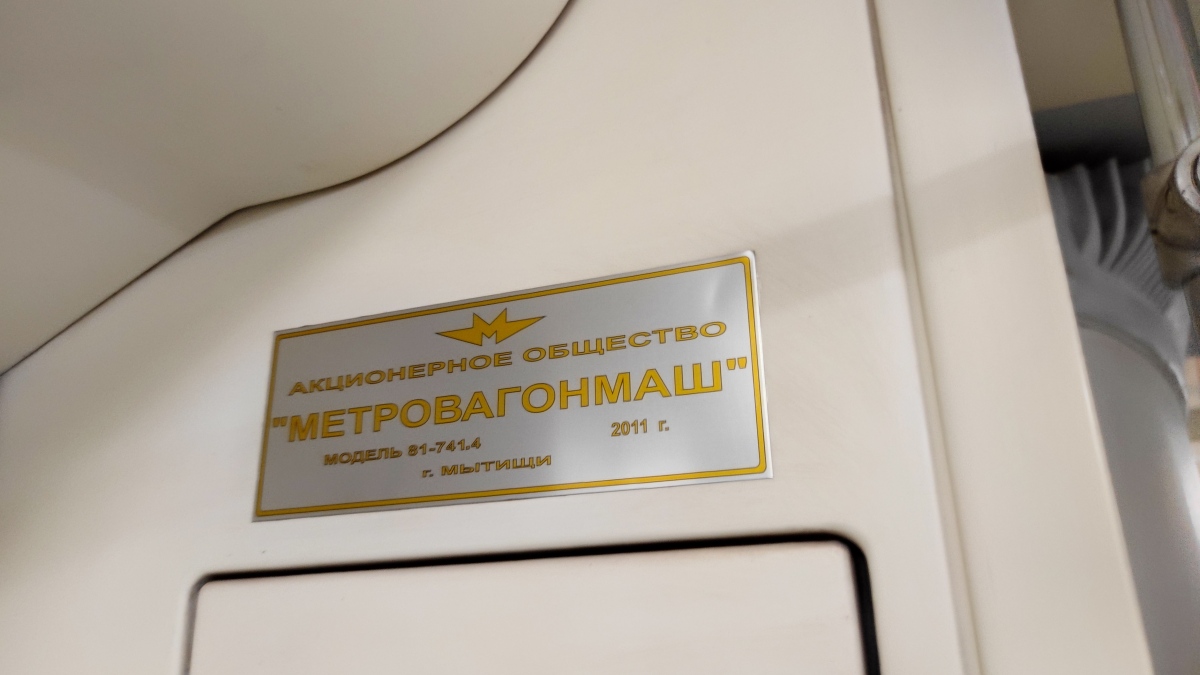 М
АКЦИОНЕРНОЕ ОБЩЕСТВО
"МЕТРОВАГОНМАШ"
МОДЕЛЬ 81-741.4 2011 г.
г. МЫТИЩИ